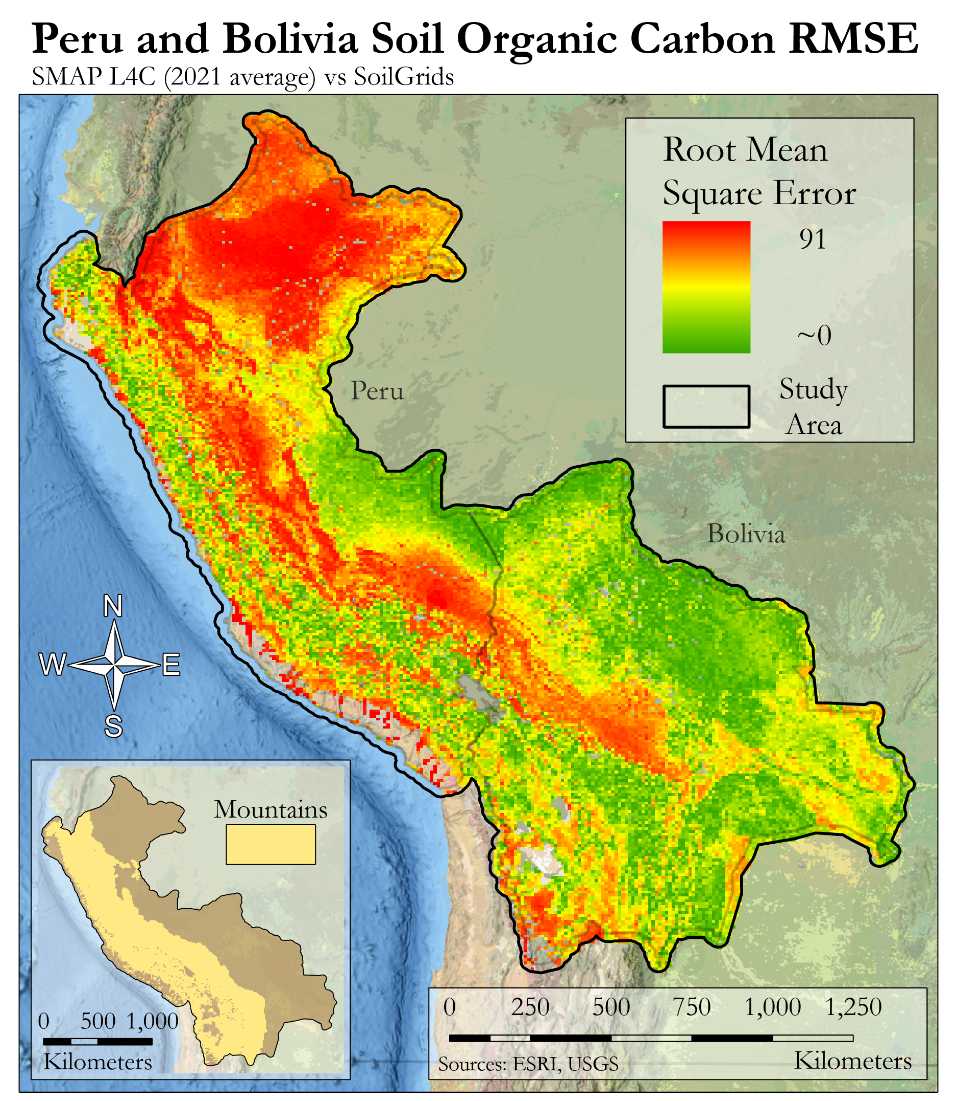 Peru and Bolivia Soil Organic Carbon RMSE
SMAP L4C (2021 average) vs SoilGrids
Root Mean
Square Error
91
~0
Study
Area
Peru
Bolivia
N
W E
S
Mountains
0 500 1,000
Kilometers
0 250 500 750 1,000 1,250
Sources: ESRI, USGS Kilometers